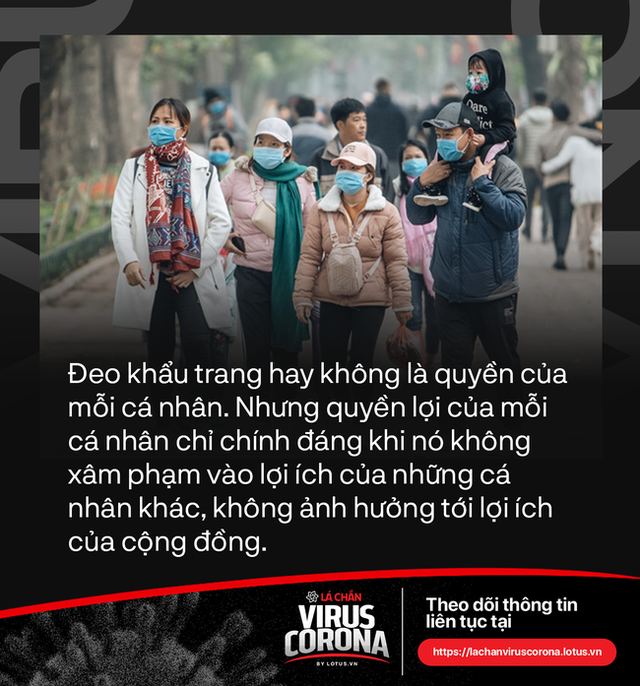 Dare
Đeo khẩu trang hay không là quyền của
mỗi cá nhân. Nhưng quyền lợi của mỗi
cá nhân chỉ chính đáng khi nó không
xâm phạm vào lợi ích của những cá
nhân khác, không ảnh hưởng tới lợi ích
của cộng đồng.
LÁ CHẮN
VIRUS
CORONA
BY LOTUS.VN
Theo dõi thông tin
liên tục tại
https://lachanviruscorona.lotus.vn